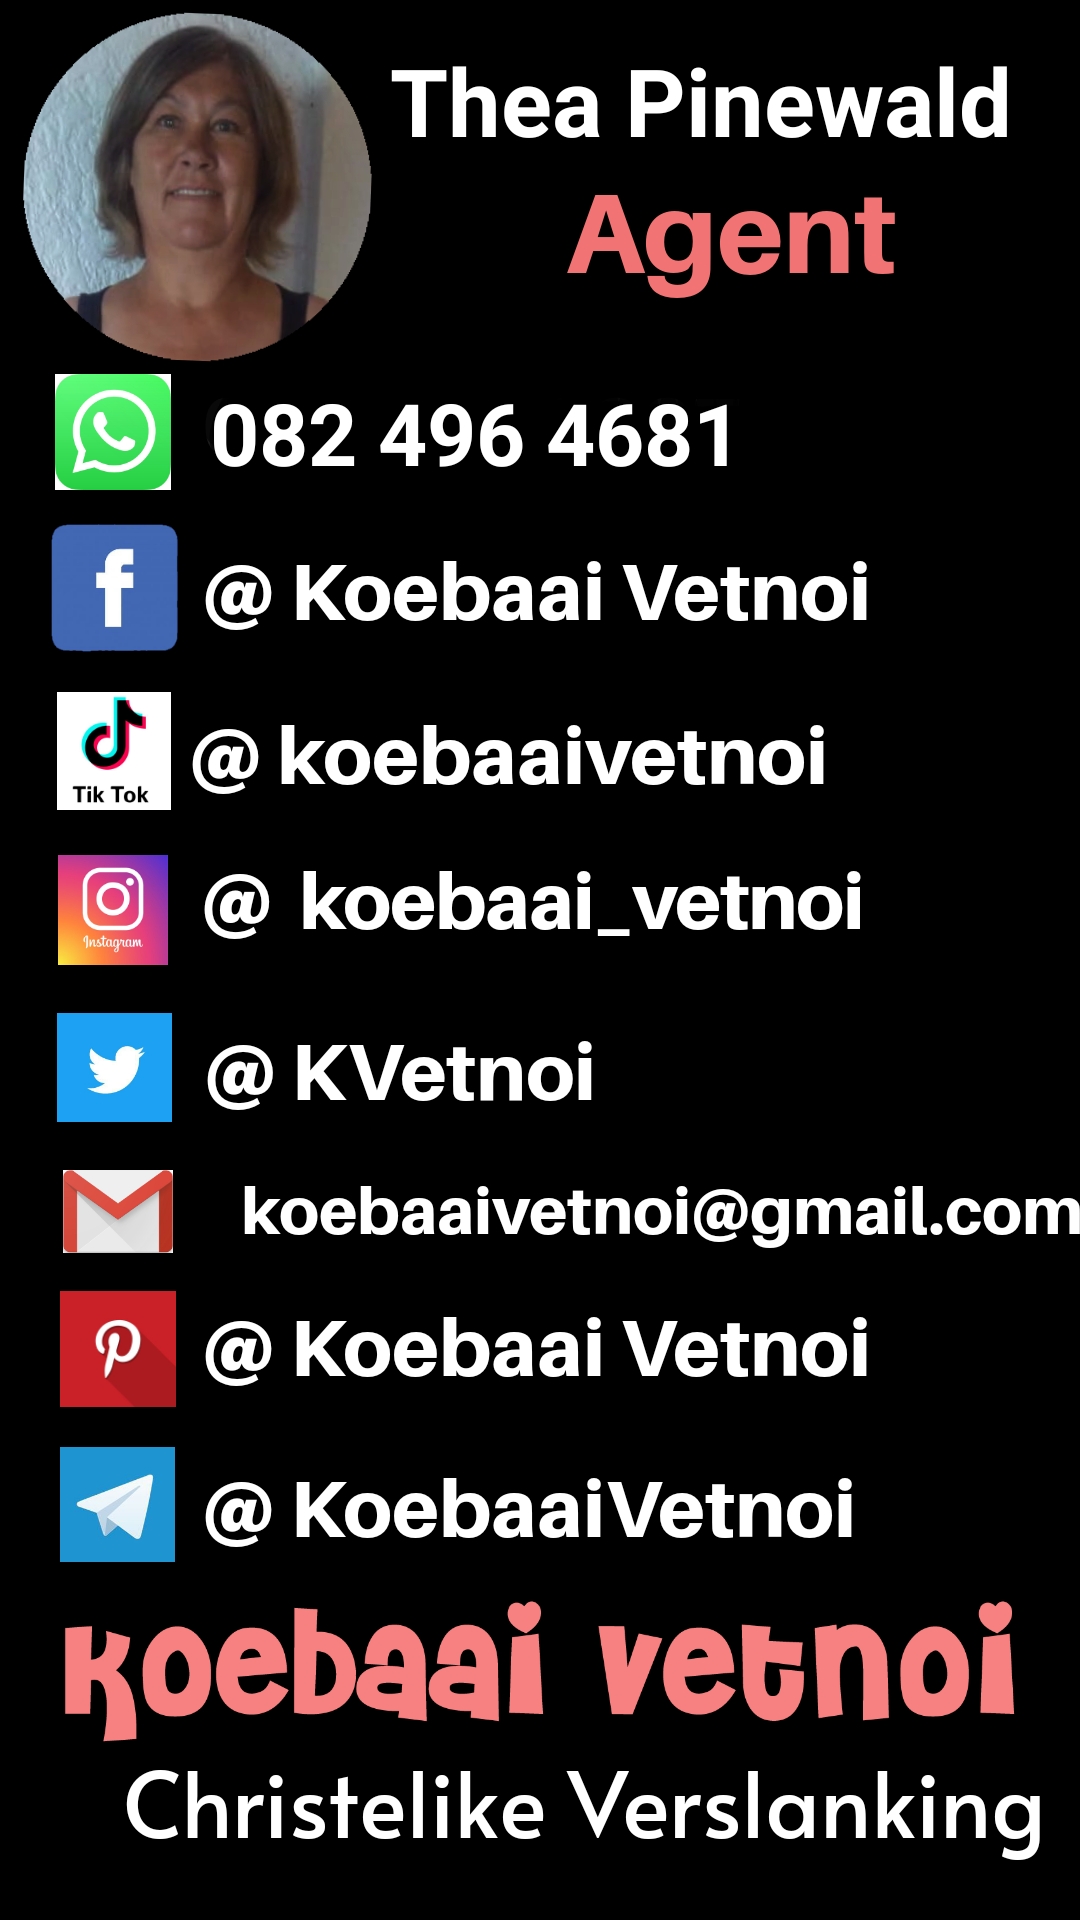 Thea Pinewald
Agent
082 496 4681
@ Koebaai Vetnoi
Tik Tok
@ koebaaivetnoi
Instagram
@ koebaai_vetnoi
@ KVetnoi
koebaaivetnoi@gmail.com
@ Koebaai Vetnoi
@ KoebaaiVetnoi
Koebaai Vetnoi
Christelike Verslanking